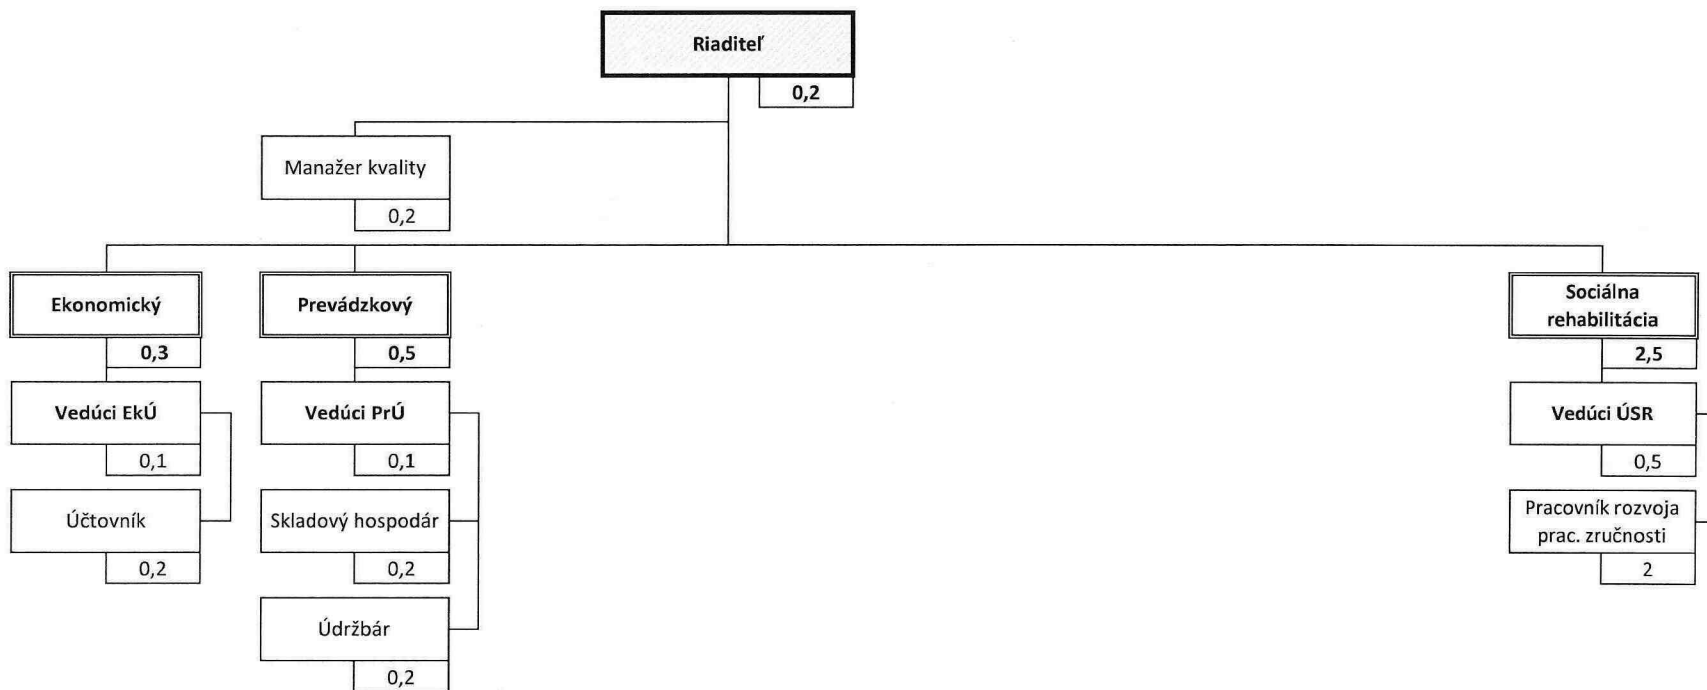 Riaditeľ
0,2
Manažer kvality
0,2
Ekonomický
0,3
Prevádzkový
0,5
Sociálna
rehabilitácia
2,5
Vedúci EkÚ
0,1
Vedúci PrÚ
0,1
Vedúci ÚSR
0,5
Účtovník
0,2
Skladový hospodár
0,2
Pracovník rozvoja
prac. zručnosti
2
Údržbár
0,2